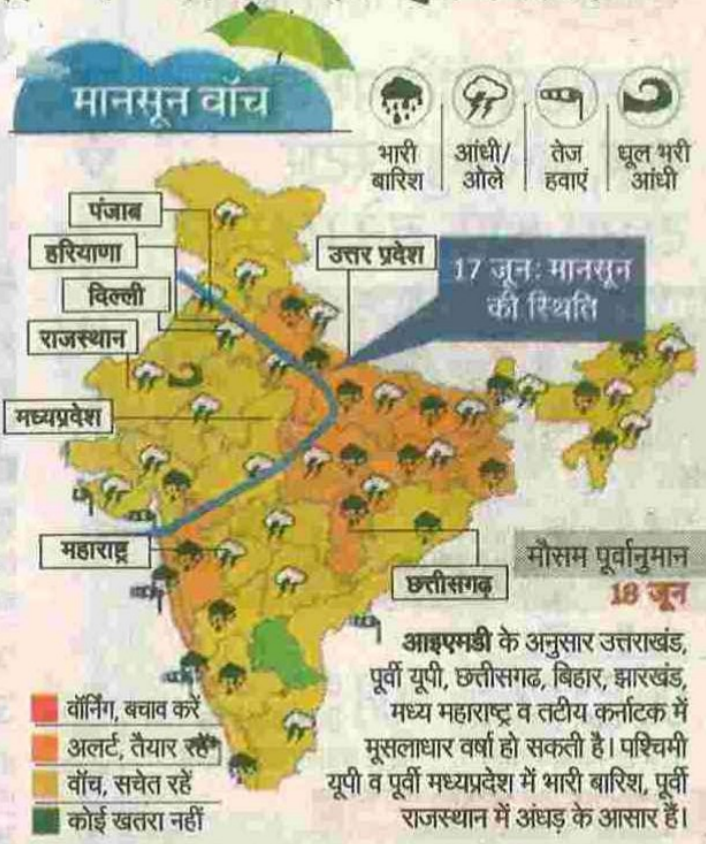 मानसून वॉच
भारी
बारिश
आंधी/
ओले
तेज
हवाएं
धूल भरी
आंधी
पंजाब
हरियाणा
दिल्ली
राजस्थान
मध्यप्रदेश
महाराष्ट्र
उत्तर प्रदेश
17 जून: मानसून
की स्थिति
छत्तीसगढ़
मौसम पूर्वानुमान
18 जून
आइएमडी के अनुसार उत्तराखंड,
पूर्वी यूपी, छत्तीसगढ, बिहार, झारखंड,
मध्य महाराष्ट्र व तटीय कर्नाटक में
मूसलाधार वर्षा हो सकती है। पश्चिमी
यूपी व पूर्वी मध्यप्रदेश में भारी बारिश, पूर्वी
राजस्थान में अंधड़ के आसार हैं।
वॉर्निंग, बचाव करें
अलर्ट, तैयार रहें
वॉच, सचेत रहें
कोई खतरा नहीं